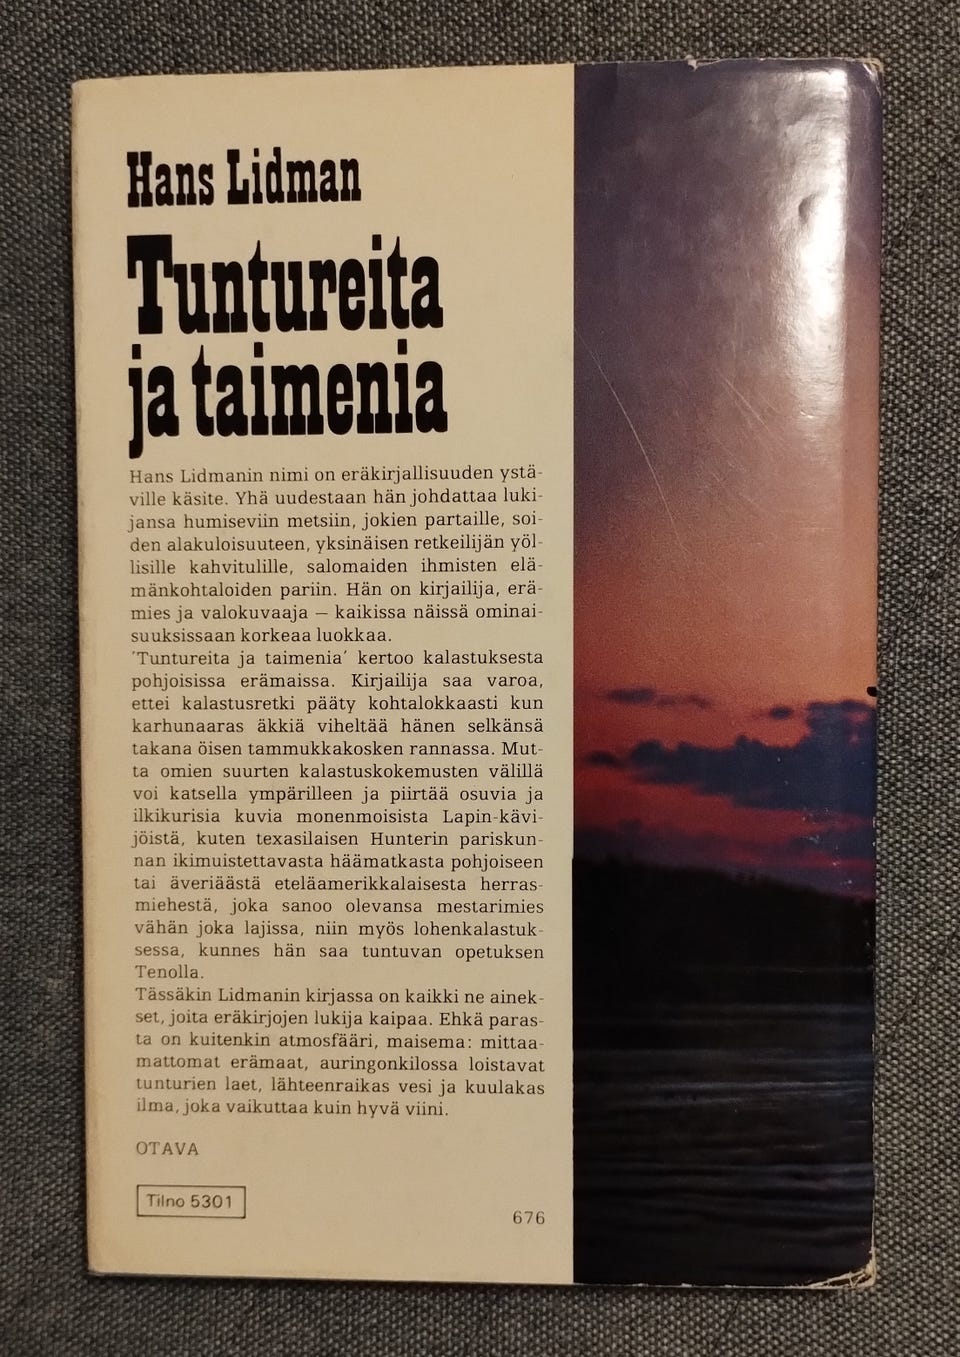 Hans Lidman
Tuntureita
ja taimenia
Hans Lidmanin nimi on eräkirjallisuuden ystä-
ville käsite. Yhä uudestaan hän johdattaa luki-
jansa humiseviin metsiin, jokien partaille, soi-
den alakuloisuuteen, yksinäisen retkeilijän yöl-
lisille kahvitulille, salomaiden ihmisten elä-
mänkohtaloiden pariin. Hän on kirjailija, erä-
mies ja valokuvaaja — kaikissa näissä ominai-
suuksissaan korkeaa luokkaa.
'Tuntureita ja taimenia' kertoo kalastuksesta
pohjoisissa erämaissa. Kirjailija saa varoa,
ettei kalastusretki pääty kohtalokkaasti kun
karhunaaras äkkiä viheltää hänen selkänsä
takana öisen tammukkakosken rannassa. Mut-
ta omien suurten kalastuskokemusten välillä
voi katsella ympärilleen ja piirtää osuvia ja
ilkikurisia kuvia monenmoisista Lapin-kävi-
jöistä, kuten texasilaisen Hunterin pariskun-
nan ikimuistettavasta häämatkasta pohjoiseen
tai äveriäästä eteläamerikkalaisesta herras-
miehestä, joka sanoo olevansa mestarimies
vähän joka lajissa, niin myös lohenkalastuk-
sessa, kunnes hän saa tuntuvan opetuksen
Tenolla.
Tässäkin Lidmanin kirjassa on kaikki ne ainek-
set, joita eräkirjojen lukija kaipaa. Ehkä paras-
ta on kuitenkin atmosfääri, maisema: mittaa-
mattomat erämaat, auringonkilossa loistavat
tunturien laet, lähteenraikas vesi ja kuulakas
ilma, joka vaikuttaa kuin hyvä viini.
OTAVA
Tilno 5301
676